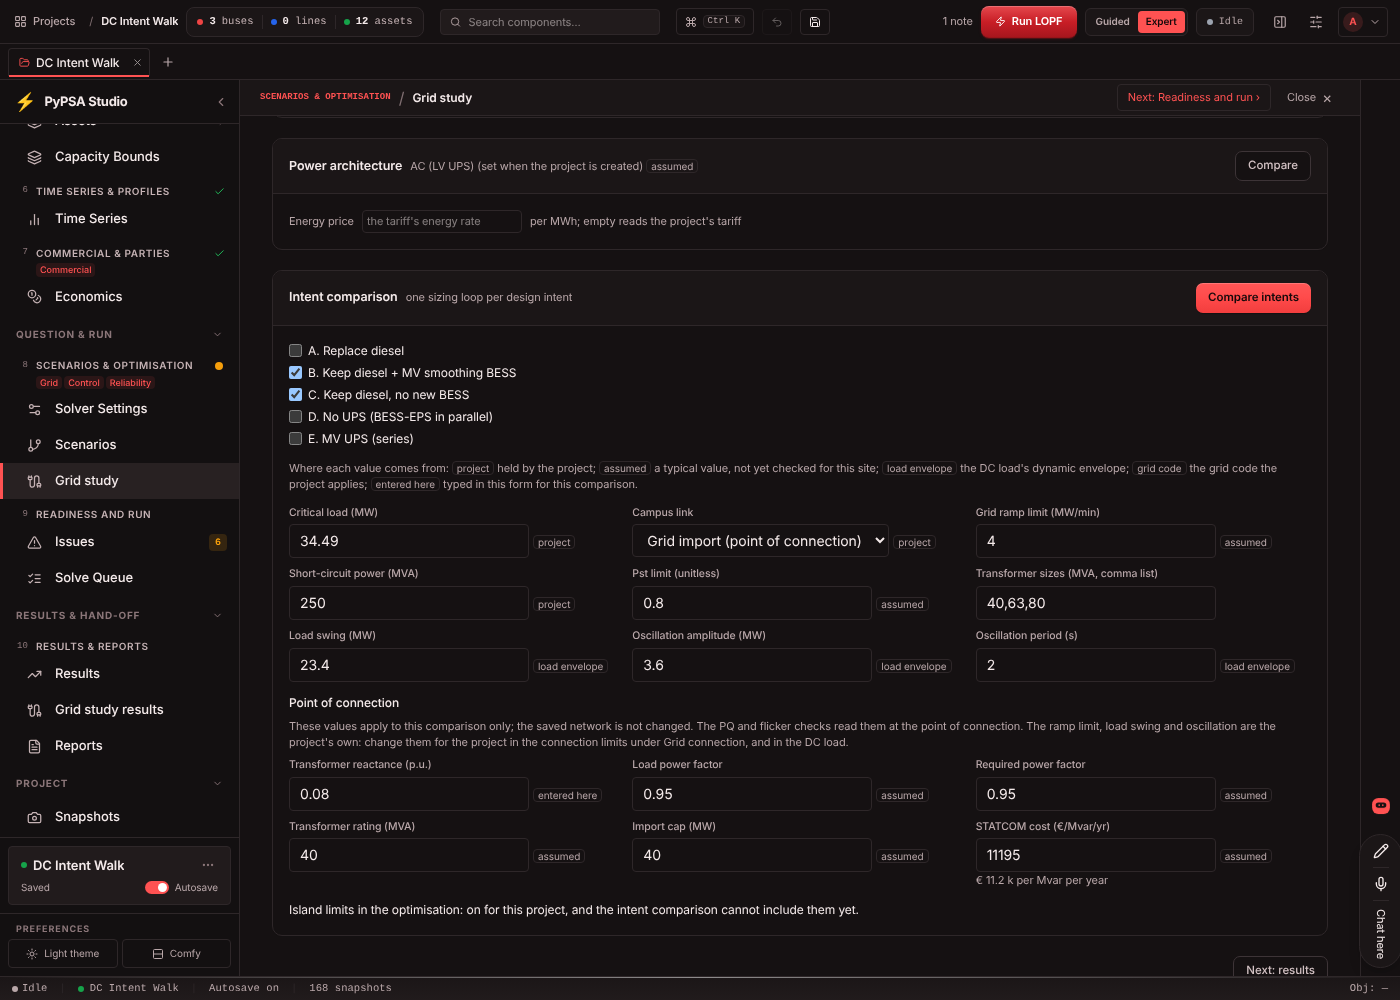 Projects / DC Intent Walk
3 buses
0 lines
12 assets
Search components...
Ctrl K
1 note
Run LOPF
Guided
Expert
Idle
A
DC Intent Walk
PyPSA Studio
SCENARIOS & OPTIMISATION / Grid study
Next: Readiness and run ›
Close
Assets
Capacity Bounds
6 TIME SERIES & PROFILES
Time Series
7 COMMERCIAL & PARTIES
Commercial
Economics
QUESTION & RUN
8 SCENARIOS & OPTIMISATION
Grid Control Reliability
Solver Settings
Scenarios
Grid study
9 READINESS AND RUN
Issues 6
Solve Queue
RESULTS & HAND-OFF
10 RESULTS & REPORTS
Results
Grid study results
Reports
PROJECT
Snapshots
DC Intent Walk
Saved
Autosave
PREFERENCES
Light theme
Comfy
Power architecture AC (LV UPS) (set when the project is created) assumed
Compare
Energy price the tariff's energy rate per MWh; empty reads the project's tariff
Intent comparison one sizing loop per design intent
Compare intents
A. Replace diesel
B. Keep diesel + MV smoothing BESS
C. Keep diesel, no new BESS
D. No UPS (BESS-EPS in parallel)
E. MV UPS (series)
Where each value comes from: project held by the project; assumed a typical value, not yet checked for this site; load envelope the DC load's dynamic envelope; grid code the grid code the
project applies; entered here typed in this form for this comparison.
Critical load (MW)
34.49 project
Campus link
Grid import (point of connection) project
Grid ramp limit (MW/min)
4 assumed
Short-circuit power (MVA)
250 project
Pst limit (unitless)
0.8 assumed
Transformer sizes (MVA, comma list)
40,63,80
Load swing (MW)
23.4 load envelope
Oscillation amplitude (MW)
3.6 load envelope
Oscillation period (s)
2 load envelope
Point of connection
These values apply to this comparison only; the saved network is not changed. The PQ and flicker checks read them at the point of connection. The ramp limit, load swing and oscillation are the
project's own: change them for the project in the connection limits under Grid connection, and in the DC load.
Transformer reactance (p.u.)
0.08 entered here
Load power factor
0.95 assumed
Required power factor
0.95 assumed
Transformer rating (MVA)
40 assumed
Import cap (MW)
40 assumed
STATCOM cost (€/Mvar/yr)
11195 assumed
€ 11.2 k per Mvar per year
Island limits in the optimisation: on for this project, and the intent comparison cannot include them yet.
Next: results
Chat here
Idle
DC Intent Walk
Autosave on
168 snapshots
Obj: —